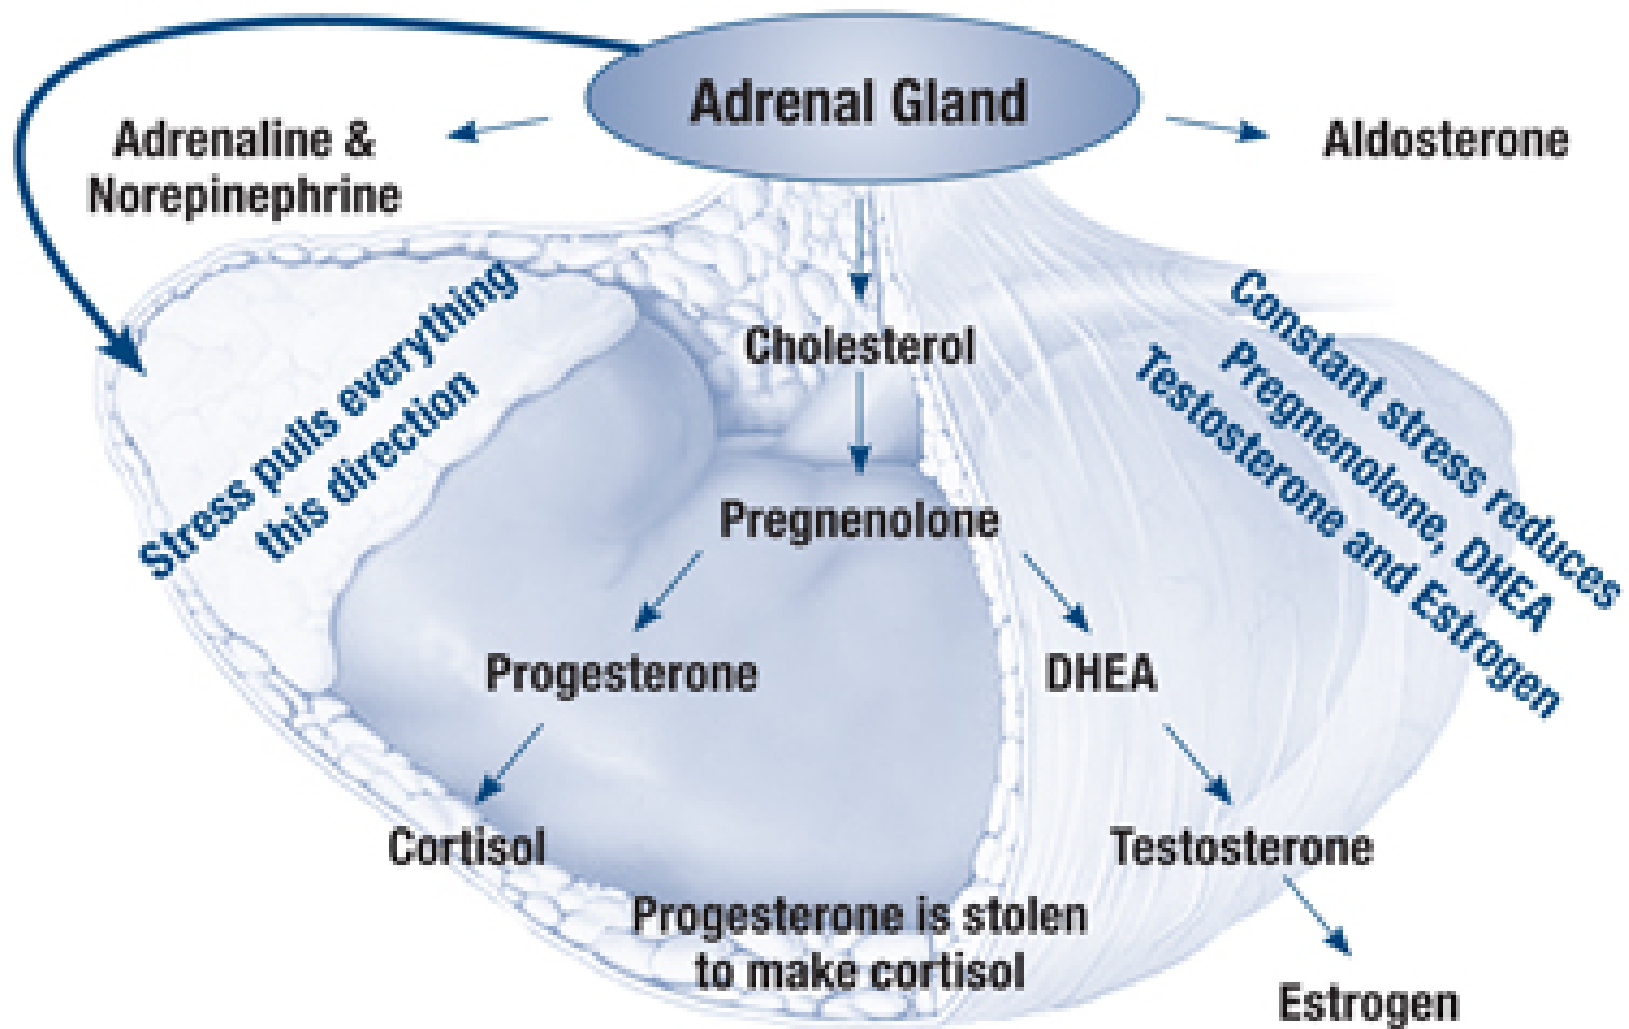 Adrenal Gland
Adrenaline &
Norepinephrine
Aldosterone
Stress pulls everything
this direction
Constant stress reduces
Pregnenolone, DHEA
Testosterone and Estrogen
Cholesterol
Pregnenolone
Progesterone
DHEA
Cortisol
Testosterone
Progesterone is stolen
to make cortisol
Estrogen